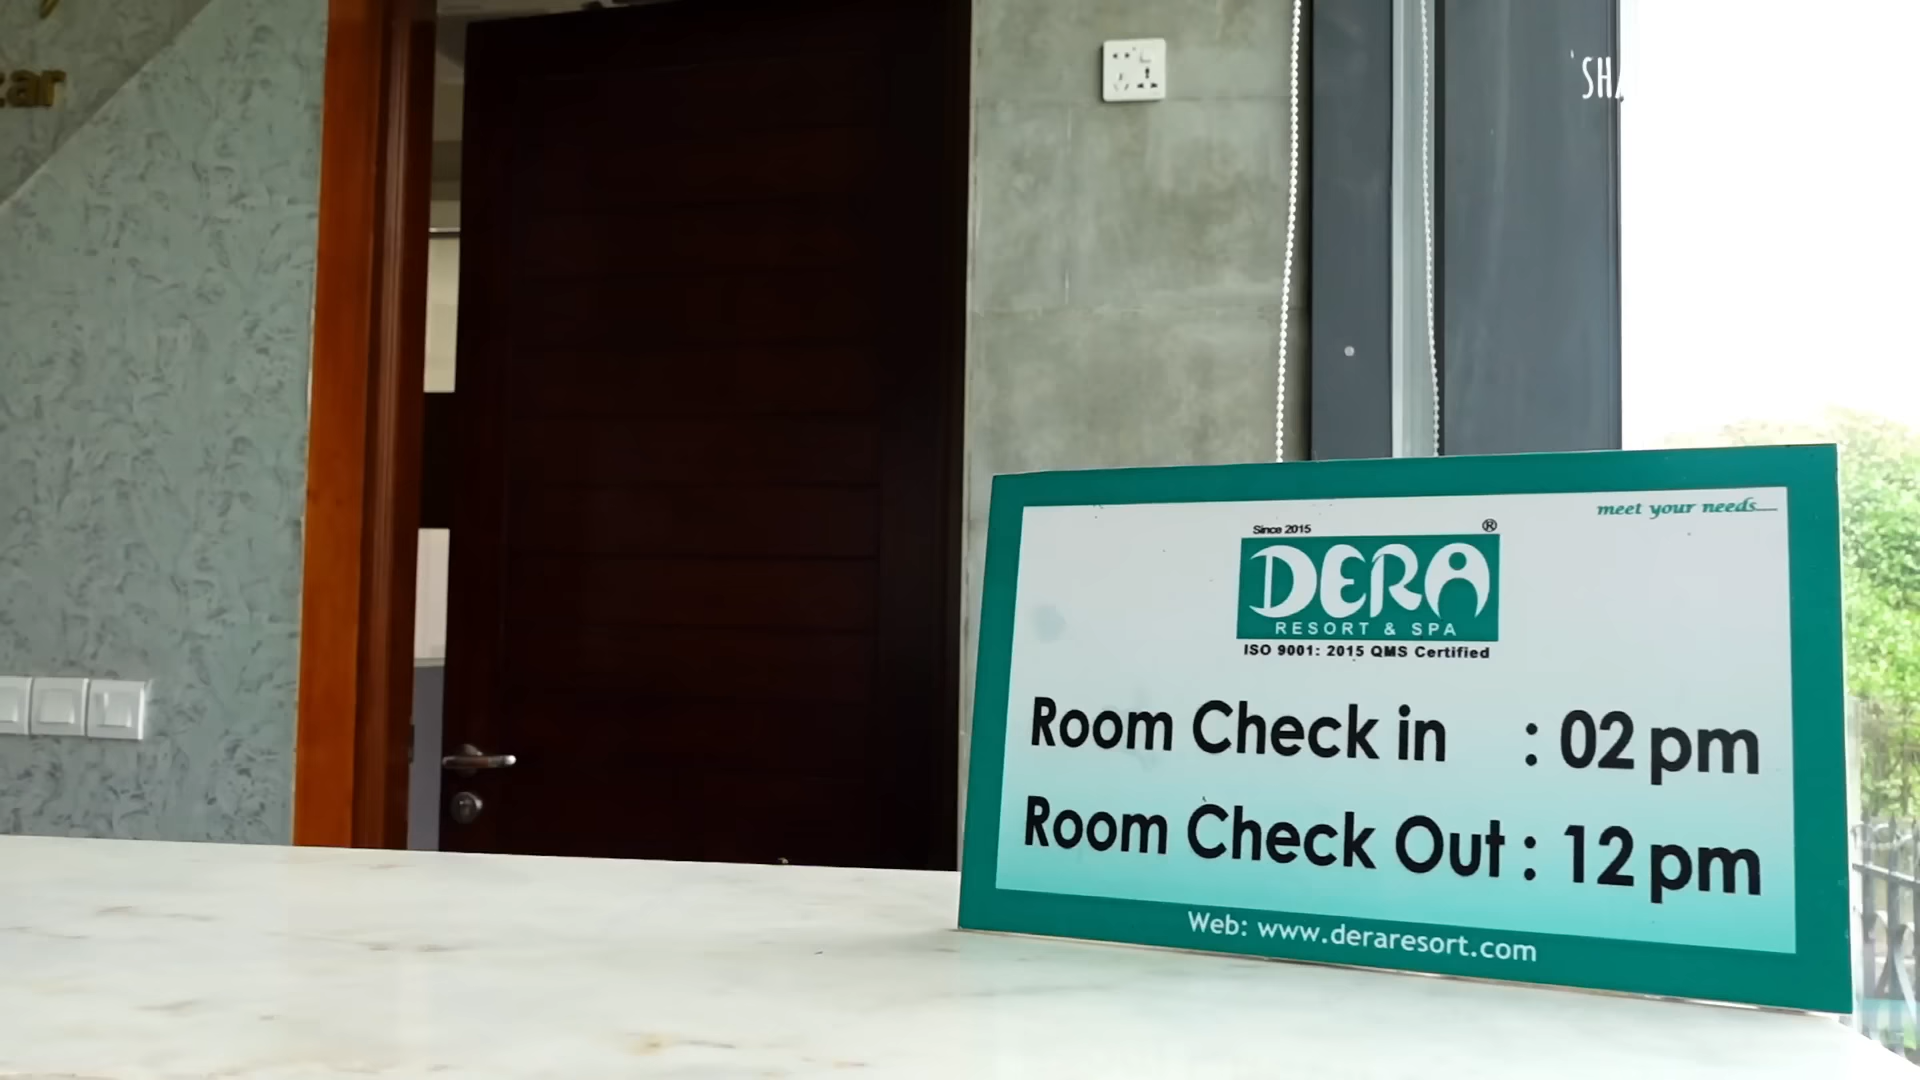 meet your needs....
Since 2015
®
DERA
RESORT & SPA
ISO 9001: 2015 QMS Certified
Room Check in : 02 pm
Room Check Out : 12 pm
Web: www.deraresort.com